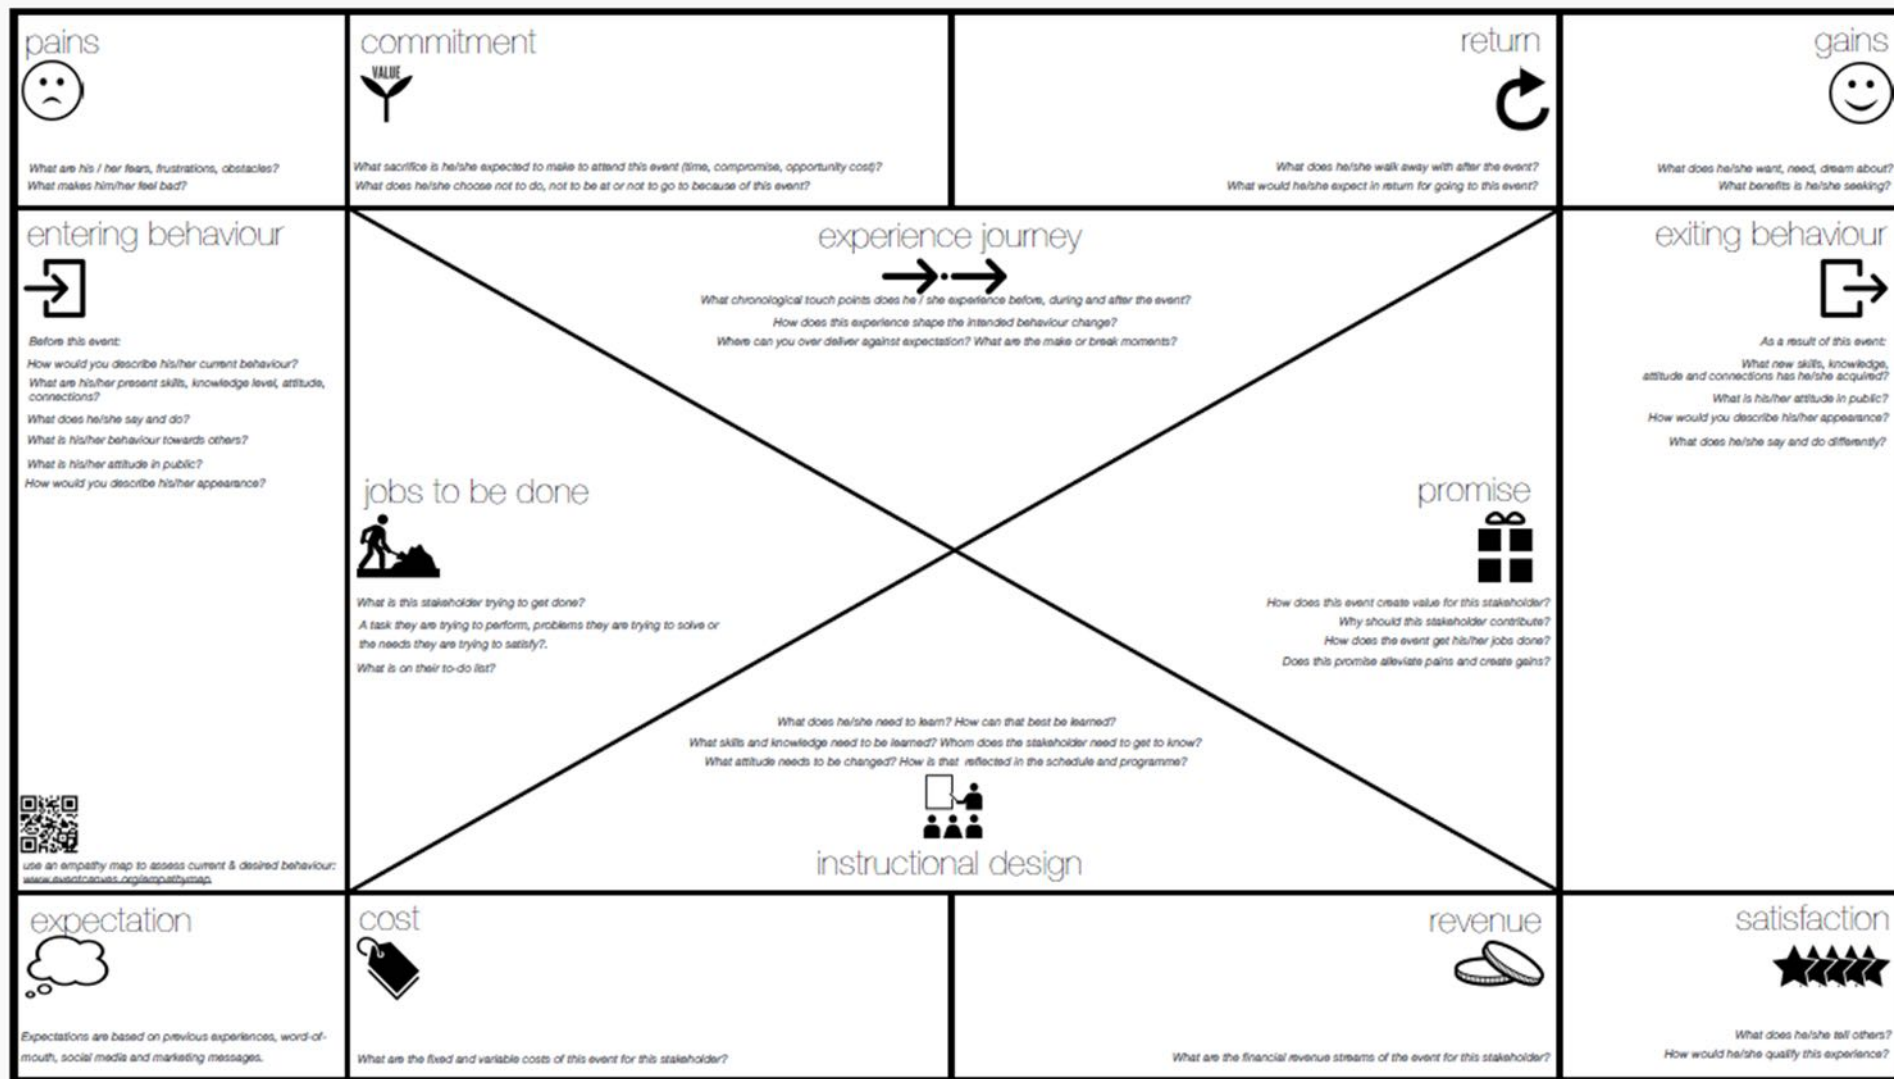 pains
What are his / her fears, frustrations, obstacles?
What makes him/her feel bad?
commitment
VALUE
What sacrifice is he/she expected to make to attend this event (time, compromise, opportunity cost)?
What does he/she choose not to do, not to be at or not to go to because of this event?
return
What does he/she walk away with after the event?
What would he/she expect in return for going to this event?
gains
What does he/she want, need, dream about?
What benefits is he/she seeking?
entering behaviour
Before this event:
How would you describe his/her current behaviour?
What are his/her present skills, knowledge level, attitude,
connections?
What does he/she say and do?
What is his/her behaviour towards others?
What is his/her attitude in public?
How would you describe his/her appearance?
use an empathy map to assess current & desired behaviour:
www.eventcanvas.org/empathymap
experience journey
What chronological touch points does he / she experience before, during and after the event?
How does this experience shape the intended behaviour change?
Where can you over deliver against expectation? What are the make or break moments?
jobs to be done
What is this stakeholder trying to get done?
A task they are trying to perform, problems they are trying to solve or
the needs they are trying to satisfy?.
What is on their to-do list?
promise
How does this event create value for this stakeholder?
Why should this stakeholder contribute?
How does the event get his/her jobs done?
Does this promise alleviate pains and create gains?
What does he/she need to learn? How can that best be learned?
What skills and knowledge need to be learned? Whom does the stakeholder need to get to know?
What attitude needs to be changed? How is that reflected in the schedule and programme?
instructional design
exiting behaviour
As a result of this event:
What new skills, knowledge,
attitude and connections has he/she acquired?
What is his/her attitude in public?
How would you describe his/her appearance?
What does he/she say and do differently?
expectation
Expectations are based on previous experiences, word-of-
mouth, social media and marketing messages.
cost
What are the fixed and variable costs of this event for this stakeholder?
revenue
What are the financial revenue streams of the event for this stakeholder?
satisfaction
What does he/she tell others?
How would he/she qualify this experience?